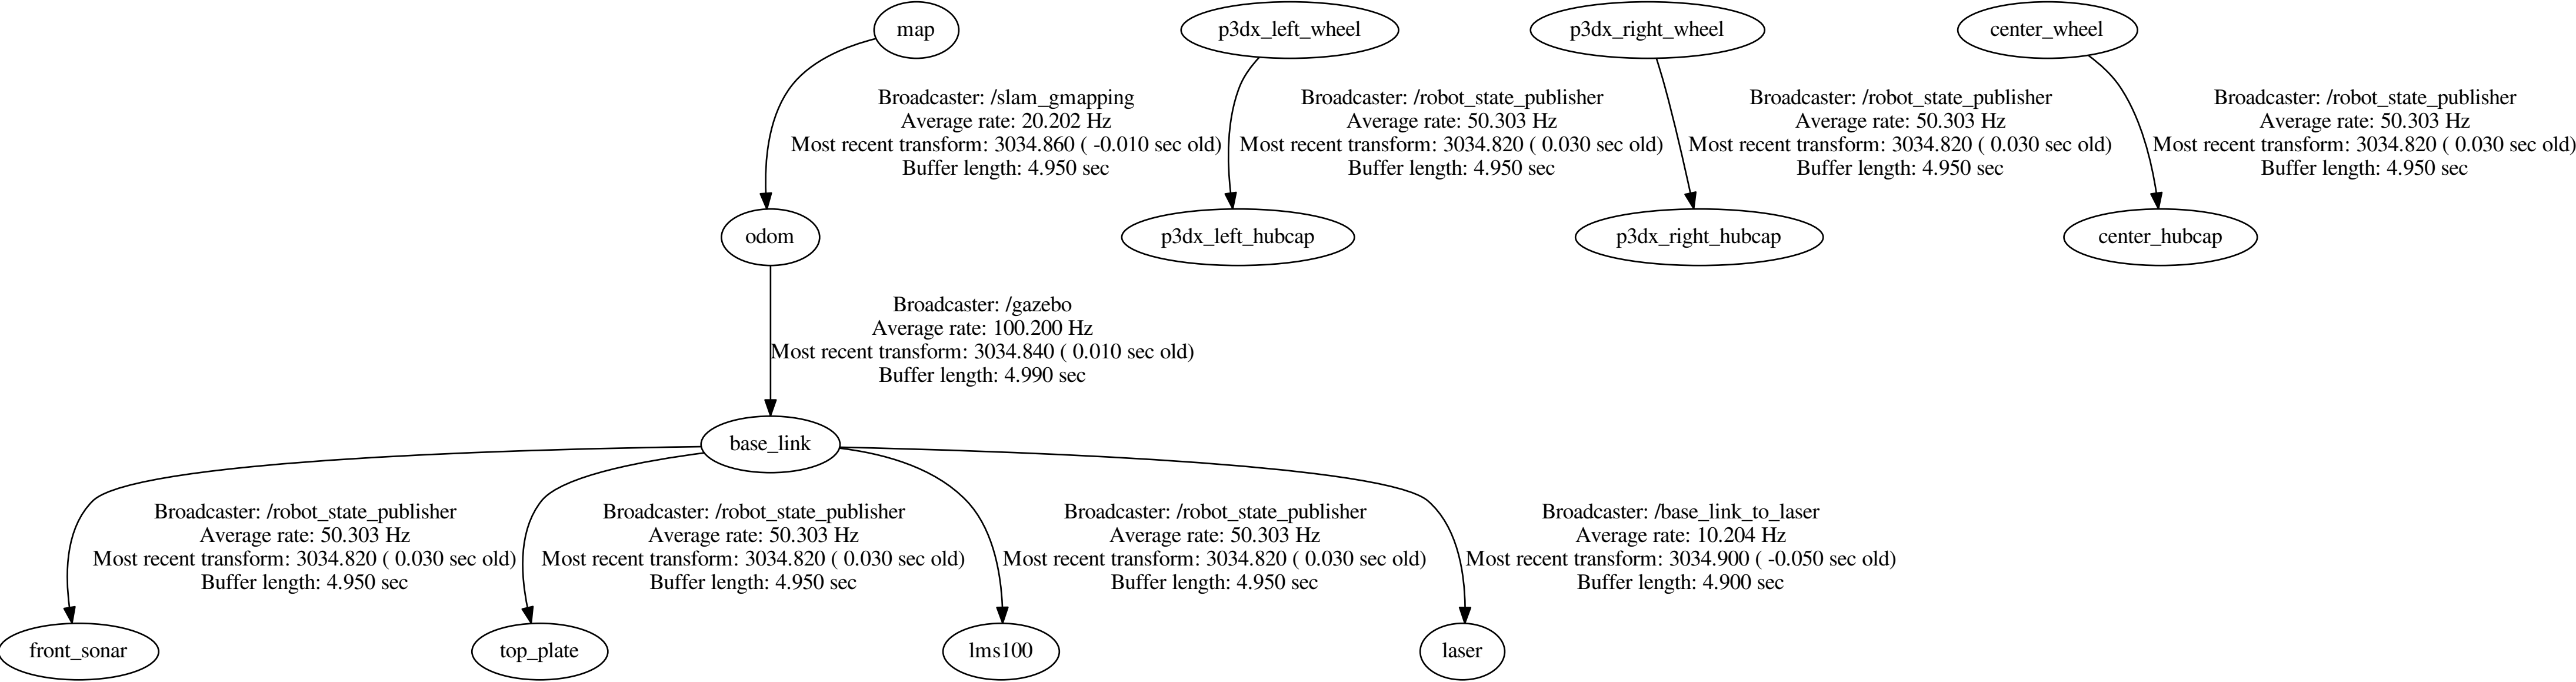 map
p3dx_left_wheel
p3dx_right_wheel
center_wheel
Broadcaster: /slam_gmapping
Average rate: 20.202 Hz
Most recent transform: 3034.860 ( -0.010 sec old)
Buffer length: 4.950 sec
Broadcaster: /robot_state_publisher
Average rate: 50.303 Hz
Most recent transform: 3034.820 ( 0.030 sec old)
Buffer length: 4.950 sec
Broadcaster: /robot_state_publisher
Average rate: 50.303 Hz
Most recent transform: 3034.820 ( 0.030 sec old)
Buffer length: 4.950 sec
Broadcaster: /robot_state_publisher
Average rate: 50.303 Hz
Most recent transform: 3034.820 ( 0.030 sec old)
Buffer length: 4.950 sec
odom
p3dx_left_hubcap
p3dx_right_hubcap
center_hubcap
Broadcaster: /gazebo
Average rate: 100.200 Hz
Most recent transform: 3034.840 ( 0.010 sec old)
Buffer length: 4.990 sec
base_link
Broadcaster: /robot_state_publisher
Average rate: 50.303 Hz
Most recent transform: 3034.820 ( 0.030 sec old)
Buffer length: 4.950 sec
Broadcaster: /robot_state_publisher
Average rate: 50.303 Hz
Most recent transform: 3034.820 ( 0.030 sec old)
Buffer length: 4.950 sec
Broadcaster: /robot_state_publisher
Average rate: 50.303 Hz
Most recent transform: 3034.820 ( 0.030 sec old)
Buffer length: 4.950 sec
Broadcaster: /base_link_to_laser
Average rate: 10.204 Hz
Most recent transform: 3034.900 ( -0.050 sec old)
Buffer length: 4.900 sec
front_sonar
top_plate
lms100
laser